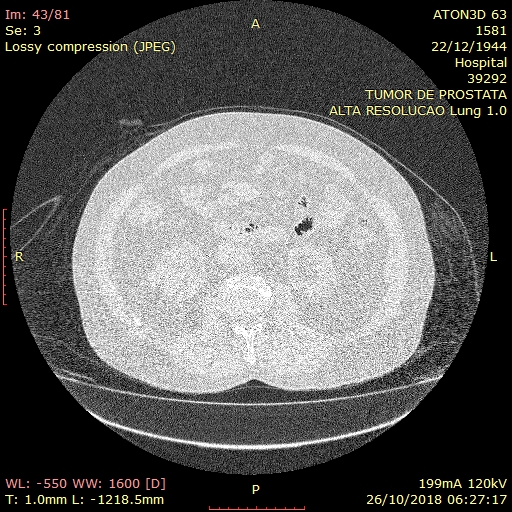 Im: 43/81
Se: 3
Lossy compression (JPEG)
A
ATON3D 63
1581
22/12/1944
Hospital
39292
TUMOR DE PROSTATA
ALTA RESOLUCAO Lung 1.0
R
L
WL: -550 WW: 1600 [D]
T: 1.0mm L: -1218.5mm
P
199mA 120kV
26/10/2018 06:27:17